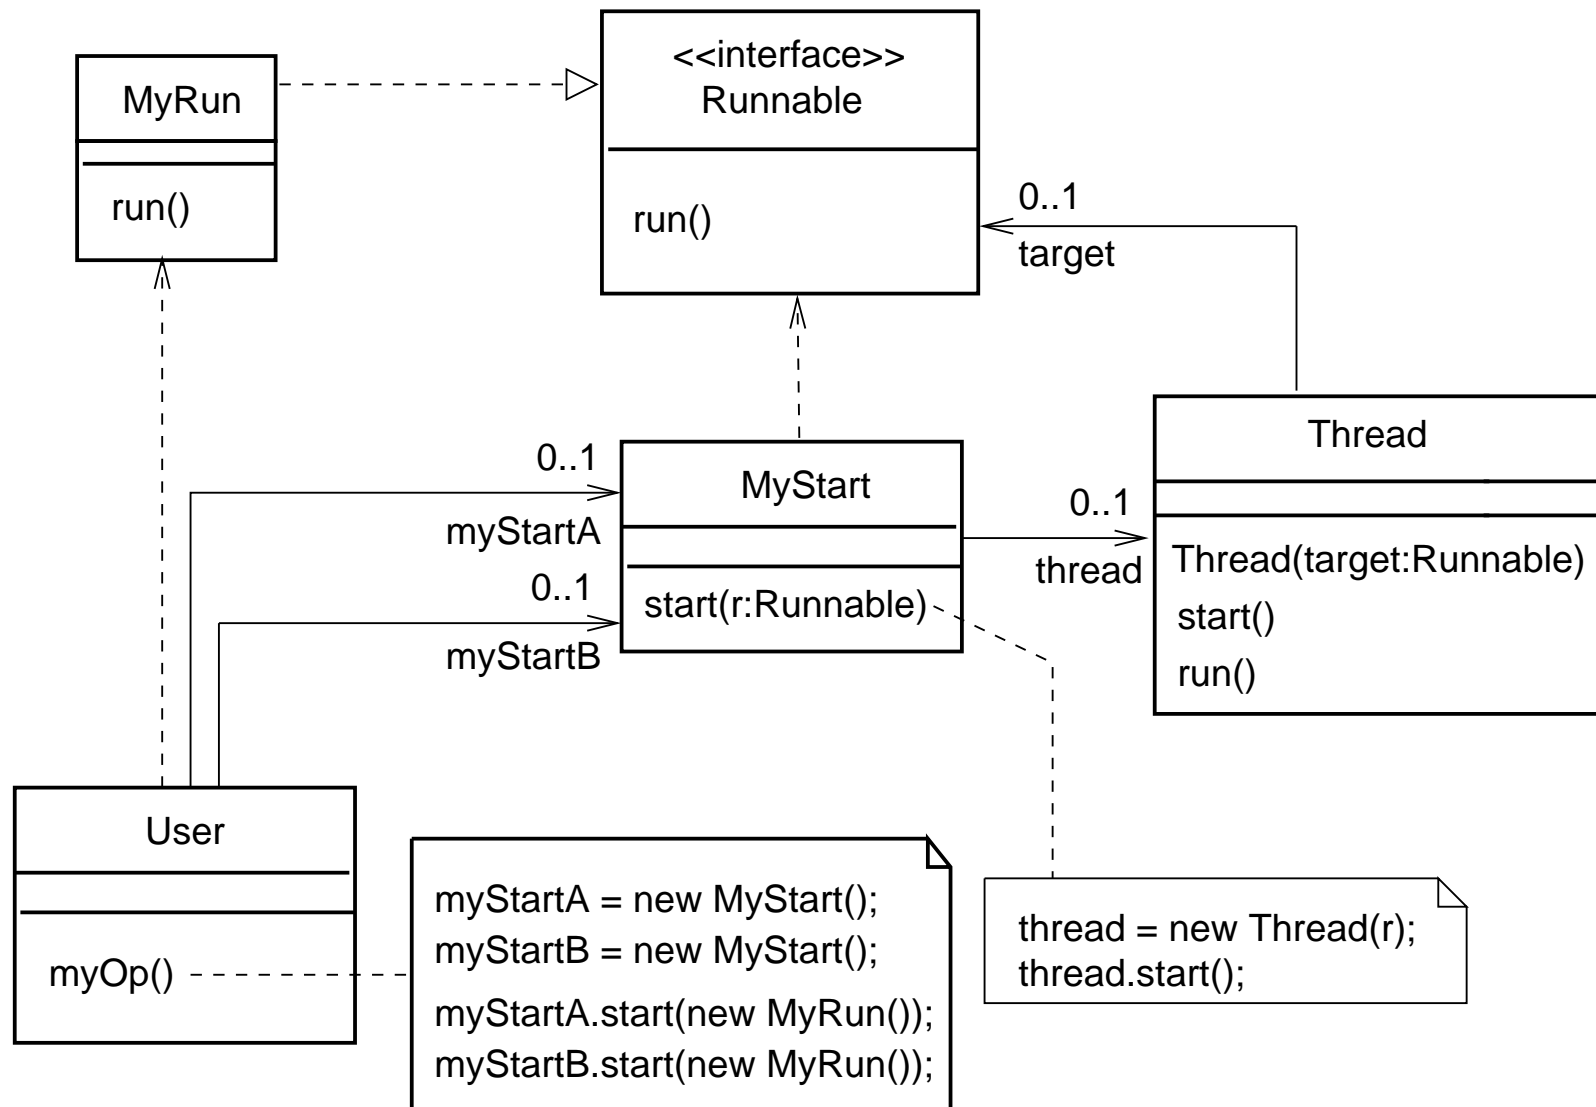 <<interface>>
Runnable
run()
MyRun
run()
0..1
target
Thread
Thread(target:Runnable)
start()
run()
0..1
myStartA
MyStart
start(r:Runnable)
0..1
thread
0..1
myStartB
User
myOp()
myStartA = new MyStart();
myStartB = new MyStart();
myStartA.start(new MyRun());
myStartB.start(new MyRun());
thread = new Thread(r);
thread.start();